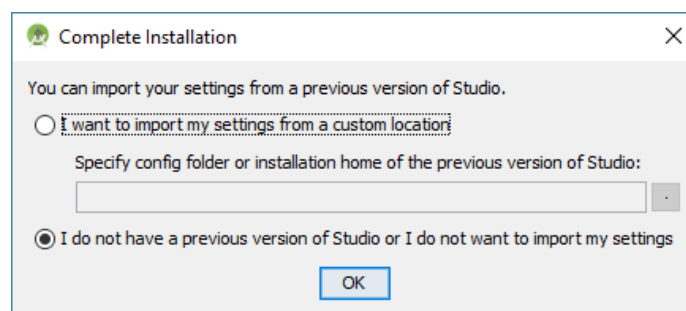 Complete Installation
You can import your settings from a previous version of Studio.
I want to import my settings from a custom location
Specify config folder or installation home of the previous version of Studio:
.
I do not have a previous version of Studio or I do not want to import my settings
OK